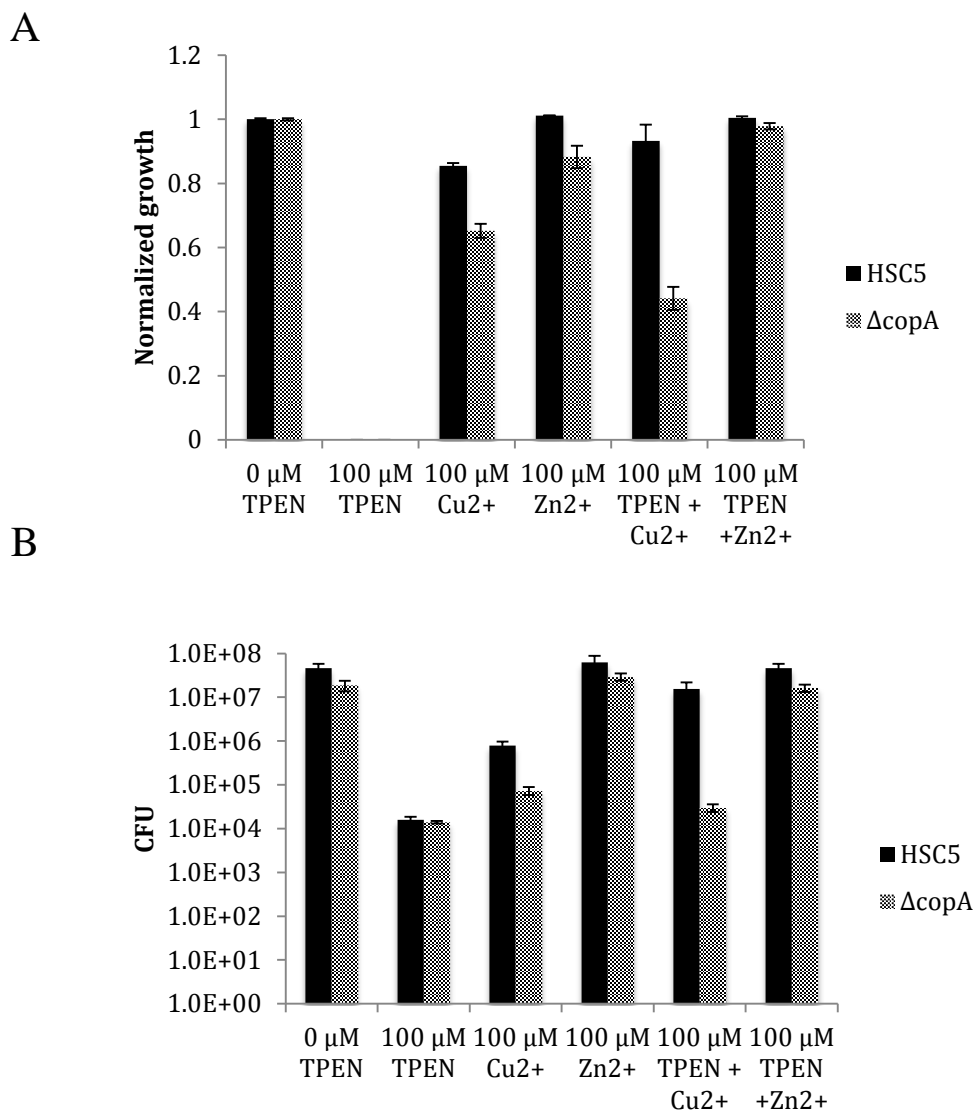 A
1.2
1
0.8
0.6
0.4
0.2
0
Normalized growth
0 µM
TPEN
100 µM
TPEN
100 µM
Cu2+
100 µM
Zn2+
100 µM
TPEN +
Cu2+
100 µM
TPEN
+Zn2+
HSC5
ΔcopA
B
1.0E+08
1.0E+07
1.0E+06
1.0E+05
1.0E+04
1.0E+03
1.0E+02
1.0E+01
1.0E+00
CFU
0 µM
TPEN
100 µM
TPEN
100 µM
Cu2+
100 µM
Zn2+
100 µM
TPEN +
Cu2+
100 µM
TPEN
+Zn2+
HSC5
ΔcopA